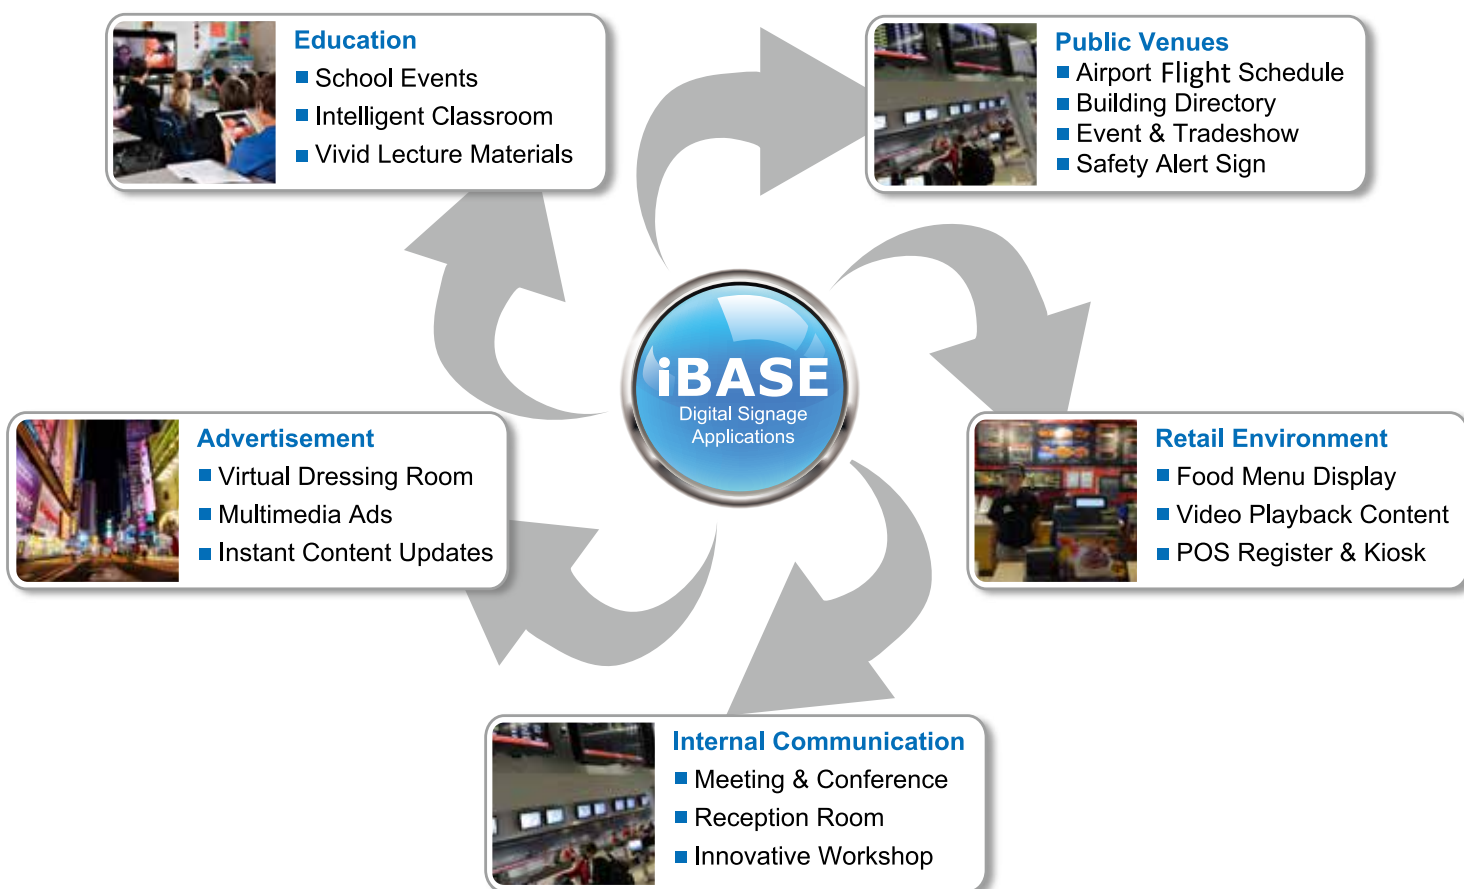 Education
School Events
Intelligent Classroom
Vivid Lecture Materials
Public Venues
Airport Flight Schedule
Building Directory
Event & Tradeshow
Safety Alert Sign
iBASE
Digital Signage
Applications
Advertisement
Virtual Dressing Room
Multimedia Ads
Instant Content Updates
Retail Environment
Food Menu Display
Video Playback Content
POS Register & Kiosk
Internal Communication
Meeting & Conference
Reception Room
Innovative Workshop